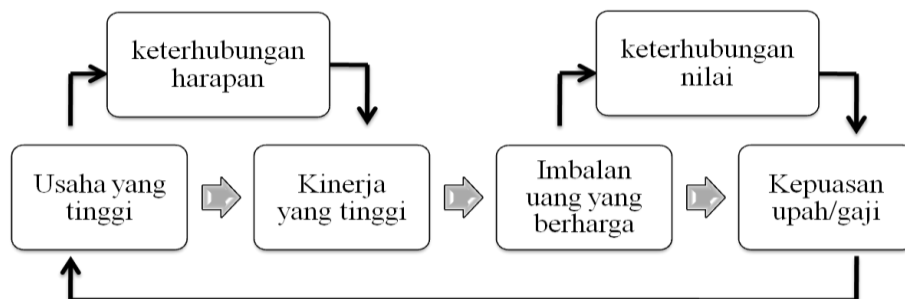 keterhubungan
harapan
keterhubungan
nilai
Usaha yang
tinggi
Kinerja
yang tinggi
Imbalan
uang yang
berharga
Kepuasan
upah/gaji